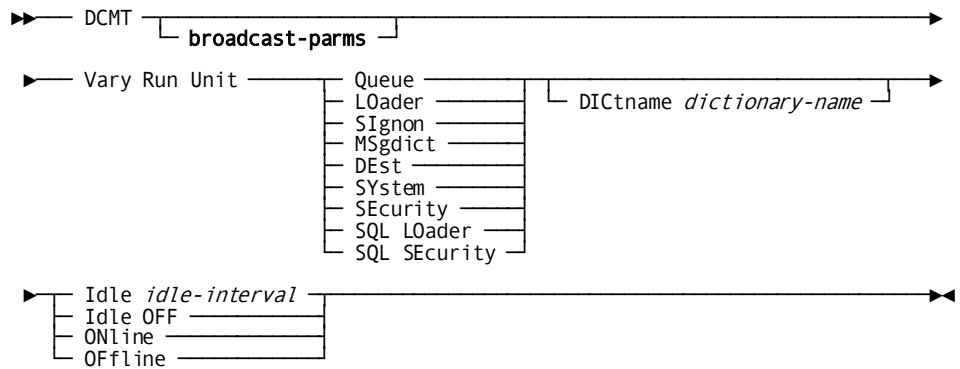 DCMT
broadcast-parms
Vary Run Unit Queue
LOader DICtname dictionary-name
SIgnon
MSgdict
DEst
SYstem
SEcurity
SQL LOader
SQL SEcurity
Idle idle-interval
Idle OFF
ONline
OFfline